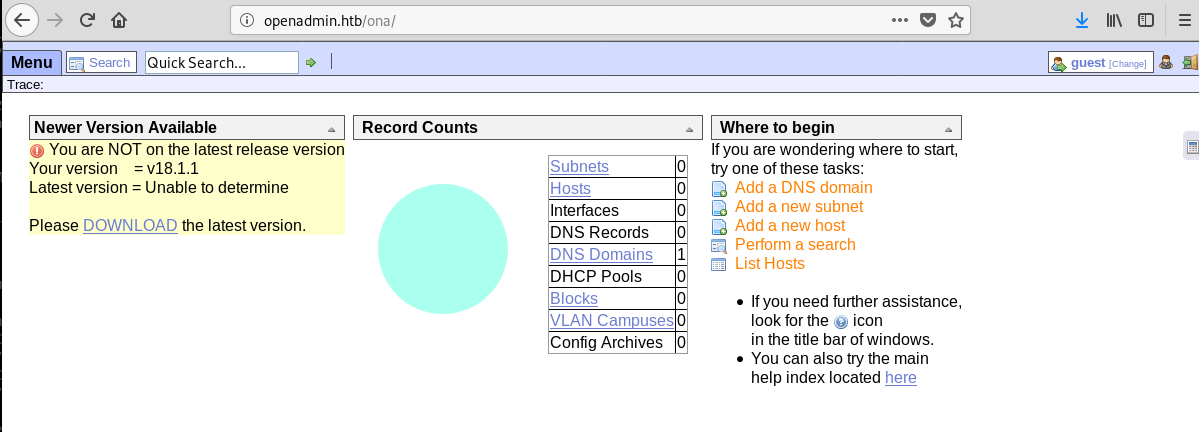 openadmin.htb/ona/
Menu
Search
Quick Search...
guest [Change]
Trace:
Newer Version Available
You are NOT on the latest release version
Your version = v18.1.1
Latest version = Unable to determine
Please DOWNLOAD the latest version.
Record Counts
Subnets 0
Hosts 0
Interfaces 0
DNS Records 0
DNS Domains 1
DHCP Pools 0
Blocks 0
VLAN Campuses 0
Config Archives 0
Where to begin
If you are wondering where to start,
try one of these tasks:
Add a DNS domain
Add a new subnet
Add a new host
Perform a search
List Hosts
• If you need further assistance,
look for the ? icon
in the title bar of windows.
• You can also try the main
help index located here